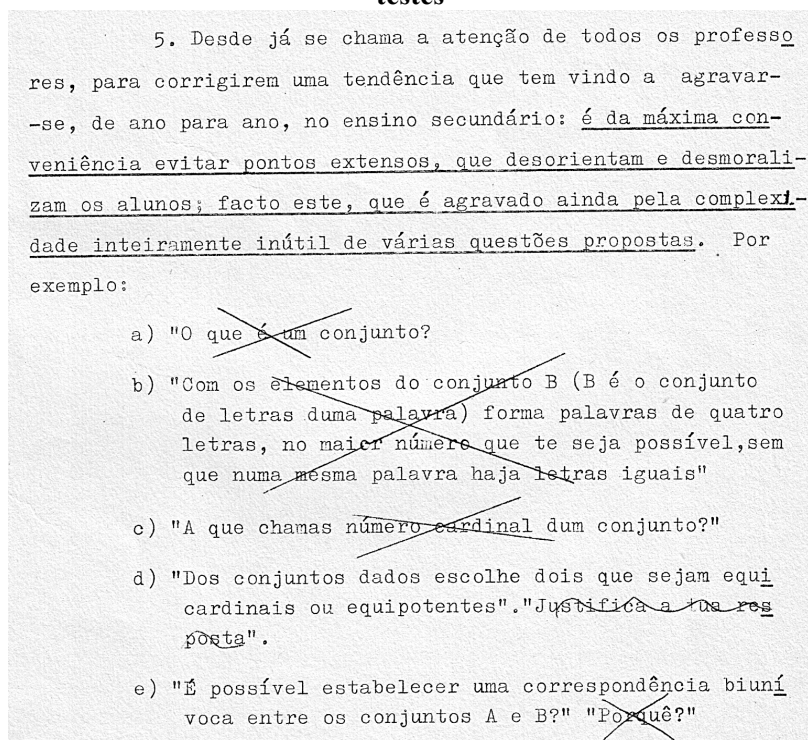 testes
5. Desde já se chama a atenção de todos os professo
res, para corrigirem uma tendência que tem vindo a agravar-
-se, de ano para ano, no ensino secundário: é da máxima con-
veniência evitar pontos extensos, que desorientam e desmorali-
zam os alunos; facto este, que é agravado ainda pela complexi-
dade inteiramente inútil de várias questões propostas. Por
exemplo:
a) "O que é um conjunto?
b) "Com os elementos do conjunto B (B é o conjunto
de letras duma palavra) forma palavras de quatro
letras, no maior número que te seja possível,sem
que numa mesma palavra haja letras iguais"
c) "A que chamas número cardinal dum conjunto?"
d) "Dos conjuntos dados escolhe dois que sejam equi
cardinais ou equipotentes"."Justifica a tua res
posta".
e) "É possível estabelecer uma correspondência biuní
voca entre os conjuntos A e B?" "Porquê?"